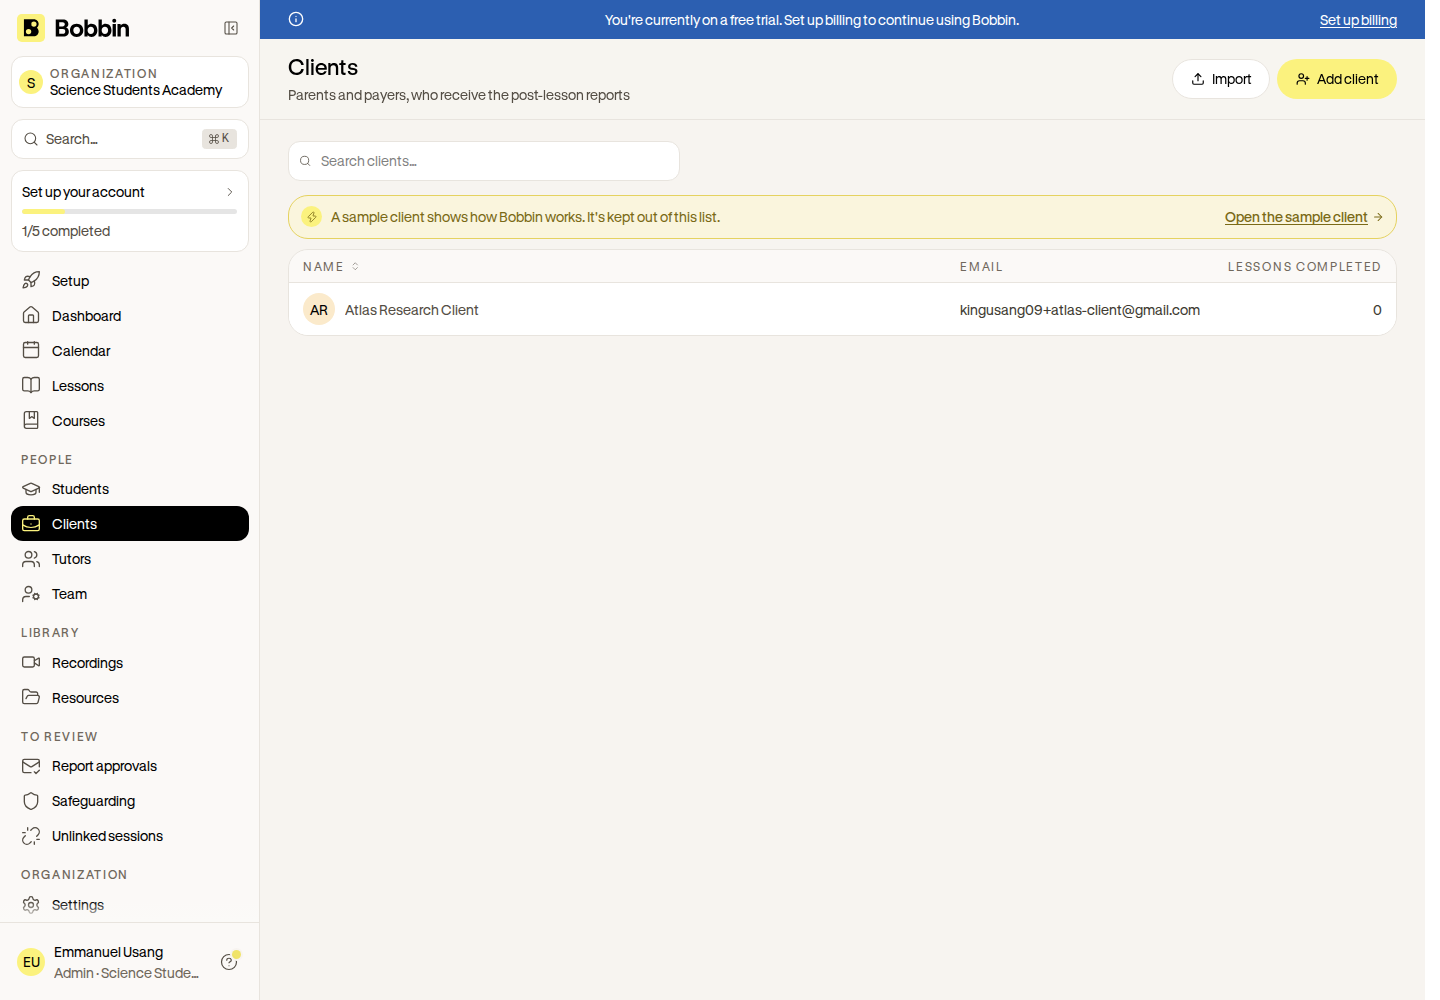 Bobbin
ORGANIZATION
S
Science Students Academy
Search...
⌘K
Set up your account
1/5 completed
Setup
Dashboard
Calendar
Lessons
Courses
PEOPLE
Students
Clients
Tutors
Team
LIBRARY
Recordings
Resources
TO REVIEW
Report approvals
Safeguarding
Unlinked sessions
ORGANIZATION
Settings
EU
Emmanuel Usang
Admin · Science Stude...
You're currently on a free trial. Set up billing to continue using Bobbin.
Set up billing
Clients
Parents and payers, who receive the post-lesson reports
Import
Add client
Search clients...
A sample client shows how Bobbin works. It's kept out of this list.
Open the sample client
NAME EMAIL LESSONS COMPLETED
AR Atlas Research Client kingusang09+atlas-client@gmail.com 0